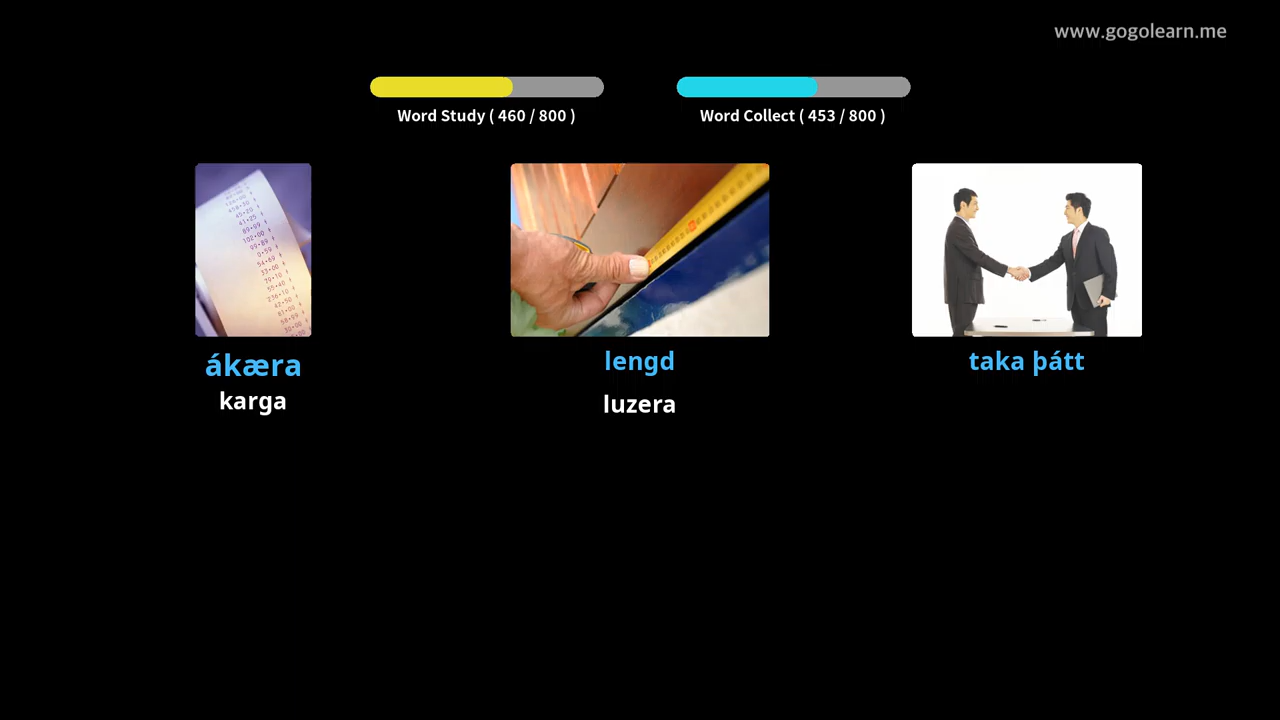 www.gogolearn.me
Word Study ( 460 / 800 )
Word Collect ( 453 / 800 )
ákæra
karga
lengd
luzera
taka þátt